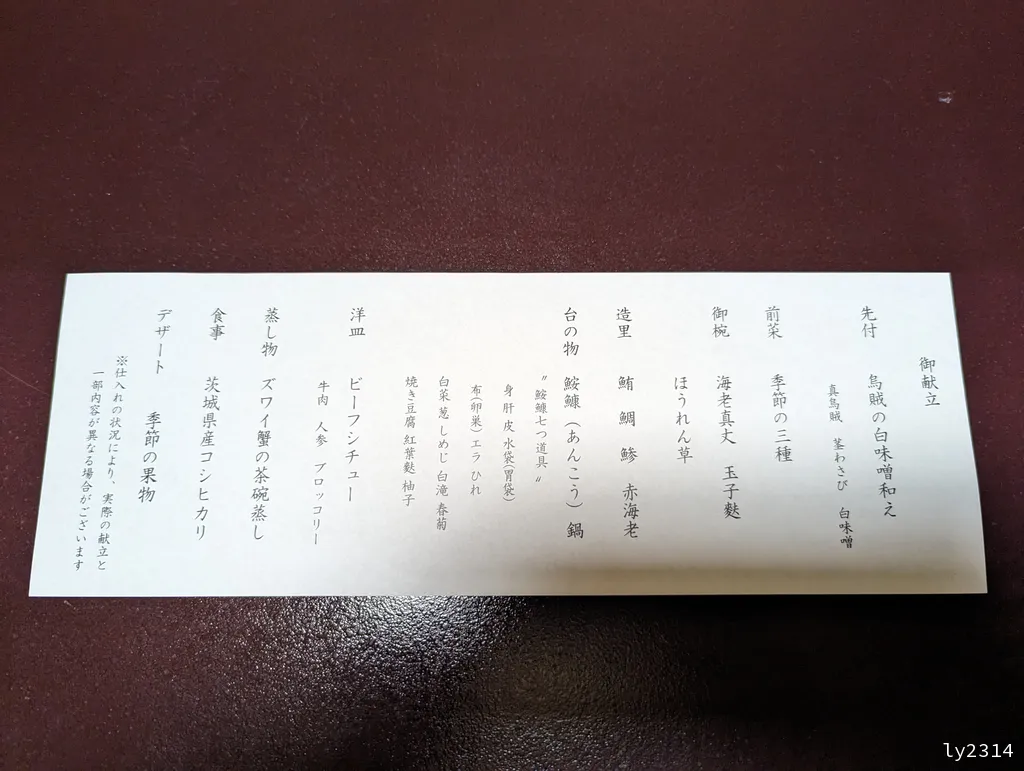 御献立
先付 烏賊の白味噌和え
真烏賊 茎わさび 白味噌
前菜 季節の三種
御椀 海老真丈 玉子麩
ほうれん草
造里 鮪 鯛 鯵 赤海老
台の物 鮟鱇(あんこう)鍋
〝鮟鱇七つ道具〟
身 肝 皮 水袋(胃袋)
布(卵巣) エラ ひれ
白菜 葱 しめじ 白滝 春菊
焼き豆腐 紅葉麩 柚子
洋皿 ビーフシチュー
牛肉 人参 ブロッコリー
蒸し物 ズワイ蟹の茶碗蒸し
食事 茨城県産コシヒカリ
デザート 季節の果物
※仕入れの状況により、実際の献立と
一部内容が異なる場合がございます
ly2314